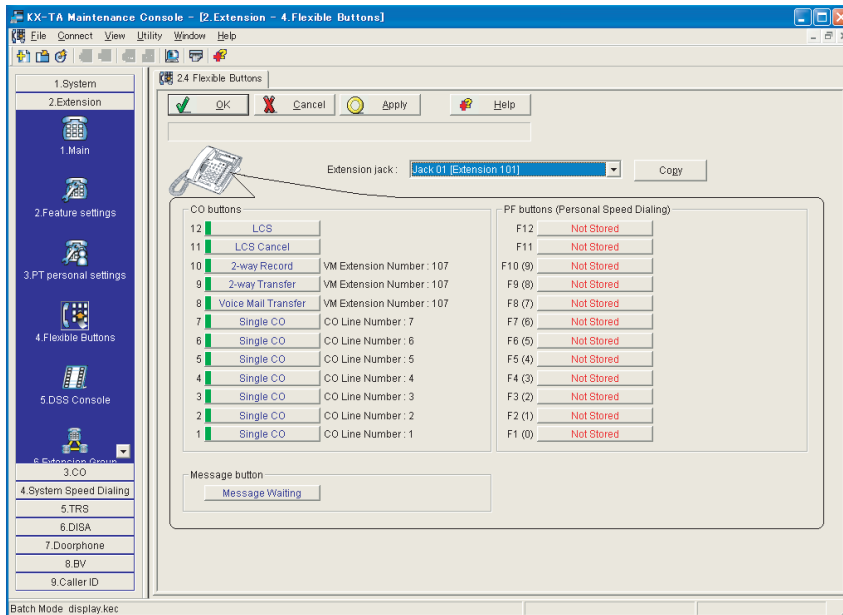 KX-TA Maintenance Console - [2.Extension - 4.Flexible Buttons]
File Connect View Utility Window Help
2.4 Flexible Buttons
1.System
2.Extension
1.Main
2.Feature settings
3.PT personal settings
4.Flexible Buttons
5.DSS Console
6.Extension Group
3.CO
4.System Speed Dialing
5.TRS
6.DISA
7.Doorphone
8.BV
9.Caller ID
OK Cancel Apply Help
Extension jack : Jack 01 [Extension 101] Copy
CO buttons
12 LCS
11 LCS Cancel
10 2-way Record VM Extension Number : 107
9 2-way Transfer VM Extension Number : 107
8 Voice Mail Transfer VM Extension Number : 107
7 Single CO CO Line Number : 7
6 Single CO CO Line Number : 6
5 Single CO CO Line Number : 5
4 Single CO CO Line Number : 4
3 Single CO CO Line Number : 3
2 Single CO CO Line Number : 2
1 Single CO CO Line Number : 1
PF buttons (Personal Speed Dialing)
F12 Not Stored
F11 Not Stored
F10 (9) Not Stored
F9 (8) Not Stored
F8 (7) Not Stored
F7 (6) Not Stored
F6 (5) Not Stored
F5 (4) Not Stored
F4 (3) Not Stored
F3 (2) Not Stored
F2 (1) Not Stored
F1 (0) Not Stored
Message button
Message Waiting
Batch Mode display.kec